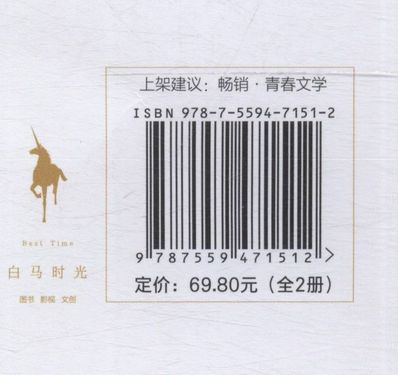 上架建议：畅销·青春文学
ISBN 978-7-5594-7151-2
9 787559 471512 >
定价：69.80元（全2册）
Best Time
白马时光
图书 影视 文创